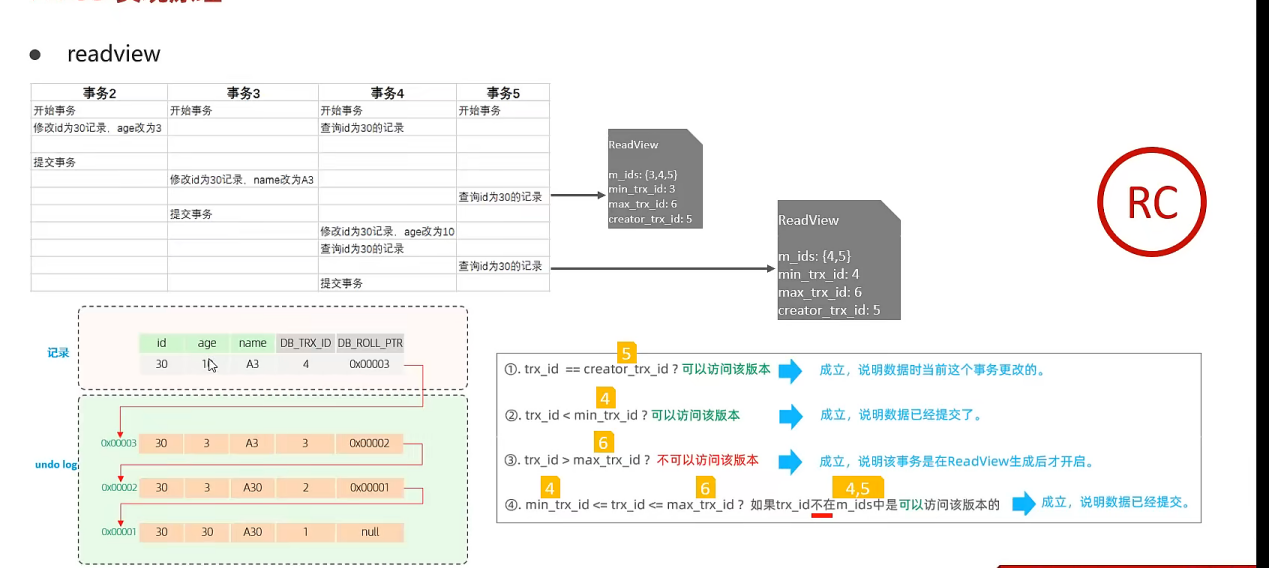 ● readview
事务2 事务3 事务4 事务5
开始事务 开始事务 开始事务 开始事务
修改id为30记录，age改为3 查询id为30的记录
提交事务
修改id为30记录，name改为A3
查询id为30的记录
提交事务
修改id为30记录，age改为10
查询id为30的记录
查询id为30的记录
提交事务
ReadView
m_ids: {3,4,5}
min_trx_id: 3
max_trx_id: 6
creator_trx_id: 5
ReadView
m_ids: {4,5}
min_trx_id: 4
max_trx_id: 6
creator_trx_id: 5
RC
记录
id age name DB_TRX_ID DB_ROLL_PTR
30 A3 4 0x00003
undo log
0x00003 30 3 A3 3 0x00002
0x00002 30 3 A30 2 0x00001
0x00001 30 30 A30 1 null
5
①. trx_id == creator_trx_id ? 可以访问该版本 成立，说明数据时当前这个事务更改的。
4
②. trx_id < min_trx_id ? 可以访问该版本 成立，说明数据已经提交了。
6
③. trx_id > max_trx_id ? 不可以访问该版本 成立，说明该事务是在ReadView生成后才开启。
4 6 4,5
④. min_trx_id <= trx_id <= max_trx_id ? 如果trx_id不在m_ids中是可以访问该版本的 成立，说明数据已经提交。